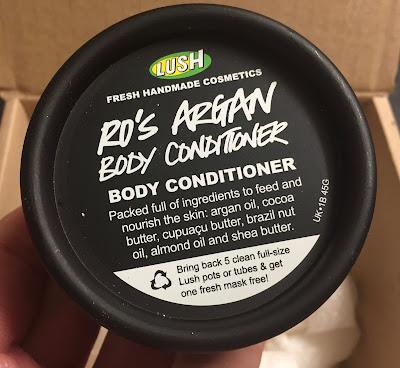 LUSH
FRESH HANDMADE COSMETICS
RO'S ARGAN
BODY CONDITIONER
BODY CONDITIONER
Packed full of ingredients to feed and
nourish the skin: argan oil, cocoa
butter, cupuaçu butter, brazil nut
oil, almond oil and shea butter.
UK•1B 45G
Bring back 5 clean full-size
Lush pots or tubes & get
one fresh mask free!